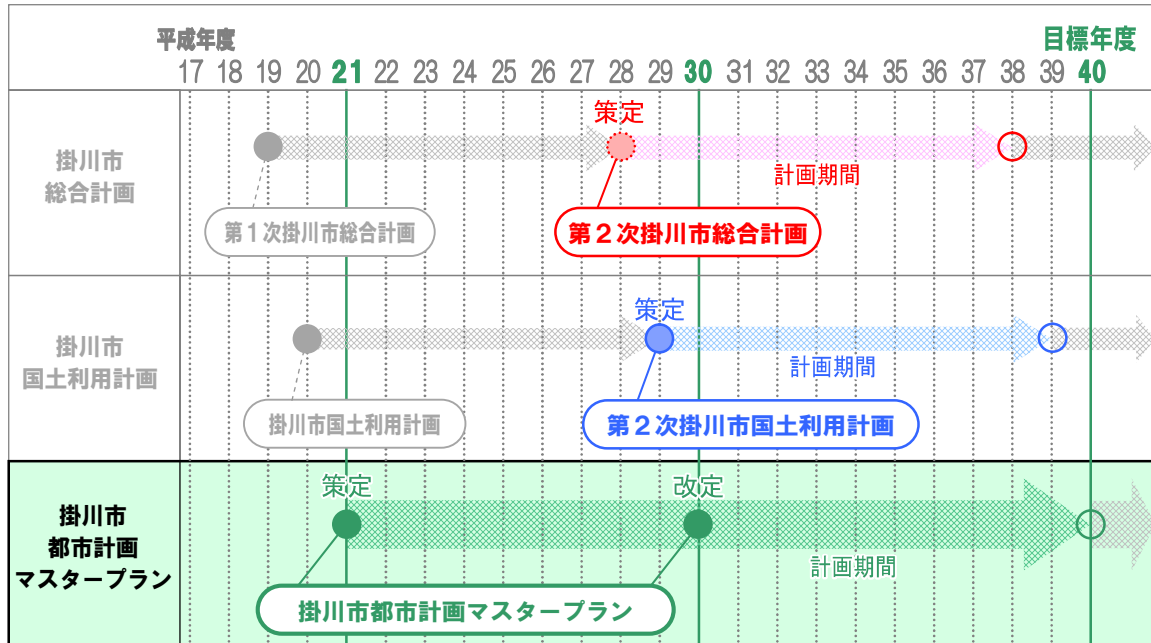 平成年度
目標年度
17 18 19 20 21 22 23 24 25 26 27 28 29 30 31 32 33 34 35 36 37 38 39 40
掛川市
総合計画
策定
計画期間
第1次掛川市総合計画
第2次掛川市総合計画
掛川市
国土利用計画
策定
計画期間
掛川市国土利用計画
第2次掛川市国土利用計画
掛川市
都市計画
マスタープラン
策定
改定
計画期間
掛川市都市計画マスタープラン